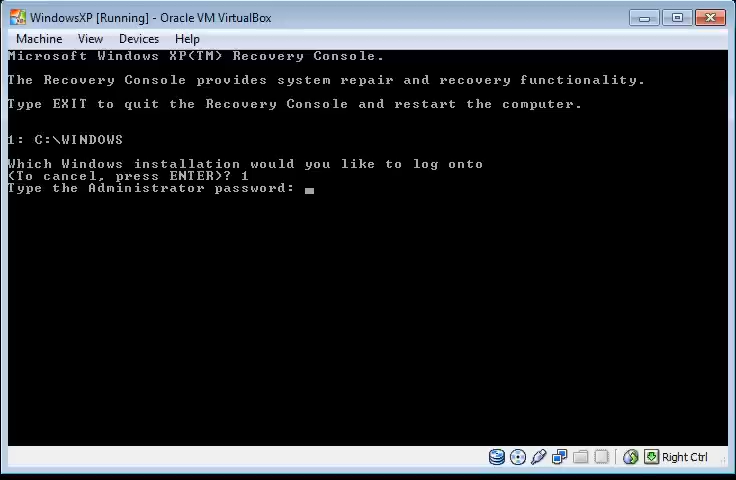 WindowsXP [Running] - Oracle VM VirtualBox
Machine View Devices Help
Microsoft Windows XP(TM) Recovery Console.
The Recovery Console provides system repair and recovery functionality.
Type EXIT to quit the Recovery Console and restart the computer.
1: C:\WINDOWS
Which Windows installation would you like to log onto
(To cancel, press ENTER)? 1
Type the Administrator password:
Right Ctrl